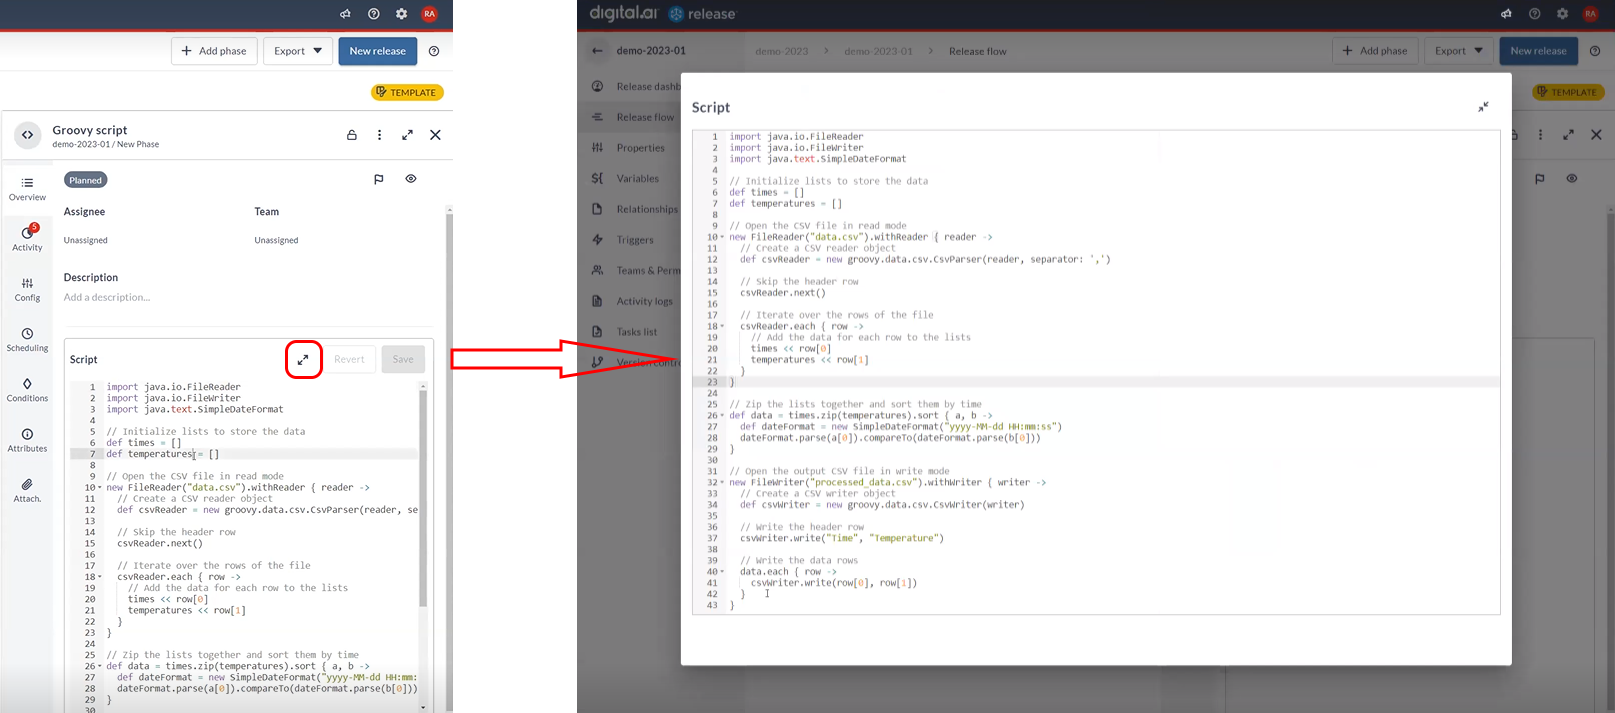 RA
Add phase
Export
New release
TEMPLATE
Groovy script
demo-2023-01 / New Phase
Planned
Overview
Assignee
Team
5
Activity
Unassigned
Unassigned
Description
Config
Add a description...
Scheduling
Script
Revert
Save
Conditions
Attributes
Attach.
1 import java.io.FileReader
2 import java.io.FileWriter
3 import java.text.SimpleDateFormat
4
5 // Initialize lists to store the data
6 def times = []
7 def temperatures = []
8
9 // Open the CSV file in read mode
10 new FileReader("data.csv").withReader { reader ->
11 // Create a CSV reader object
12 def csvReader = new groovy.data.csv.CsvParser(reader, se
13
14 // Skip the header row
15 csvReader.next()
16
17 // Iterate over the rows of the file
18 csvReader.each { row ->
19 // Add the data for each row to the lists
20 times << row[0]
21 temperatures << row[1]
22 }
23 }
24
25 // Zip the lists together and sort them by time
26 def data = times.zip(temperatures).sort { a, b ->
27 def dateFormat = new SimpleDateFormat("yyyy-MM-dd HH:mm:
28 dateFormat.parse(a[0]).compareTo(dateFormat.parse(b[0]))
29 }
30
digital.ai release
RA
demo-2023-01
demo-2023 > demo-2023-01 > Release flow
Add phase
Export
New release
TEMPLATE
Release dashb
Release flow
Properties
Variables
Relationships
Triggers
Teams & Perm
Activity logs
Tasks list
Version contro
Script
1 import java.io.FileReader
2 import java.io.FileWriter
3 import java.text.SimpleDateFormat
4
5 // Initialize lists to store the data
6 def times = []
7 def temperatures = []
8
9 // Open the CSV file in read mode
10 new FileReader("data.csv").withReader { reader ->
11 // Create a CSV reader object
12 def csvReader = new groovy.data.csv.CsvParser(reader, separator: ',')
13
14 // Skip the header row
15 csvReader.next()
16
17 // Iterate over the rows of the file
18 csvReader.each { row ->
19 // Add the data for each row to the lists
20 times << row[0]
21 temperatures << row[1]
22 }
23 }
24
25 // Zip the lists together and sort them by time
26 def data = times.zip(temperatures).sort { a, b ->
27 def dateFormat = new SimpleDateFormat("yyyy-MM-dd HH:mm:ss")
28 dateFormat.parse(a[0]).compareTo(dateFormat.parse(b[0]))
29 }
30
31 // Open the output CSV file in write mode
32 new FileWriter("processed_data.csv").withWriter { writer ->
33 // Create a CSV writer object
34 def csvWriter = new groovy.data.csv.CsvWriter(writer)
35
36 // Write the header row
37 csvWriter.write("Time", "Temperature")
38
39 // Write the data rows
40 data.each { row ->
41 csvWriter.write(row[0], row[1])
42 }
43 }